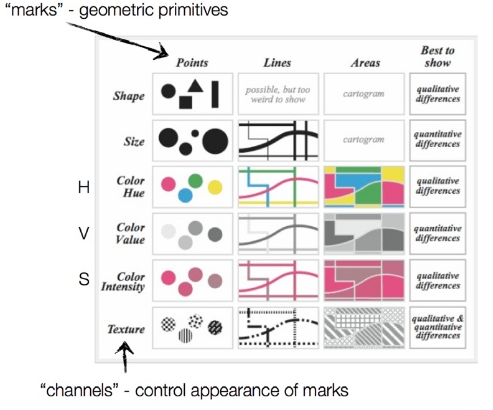 “marks” - geometric primitives
Points Lines Areas Best to show
Shape possible, but too weird to show cartogram qualitative differences
Size cartogram quantitative differences
H Color Hue qualitative differences
V Color Value quantitative differences
S Color Intensity qualitative differences
Texture qualitative & quantitative differences
“channels” - control appearance of marks